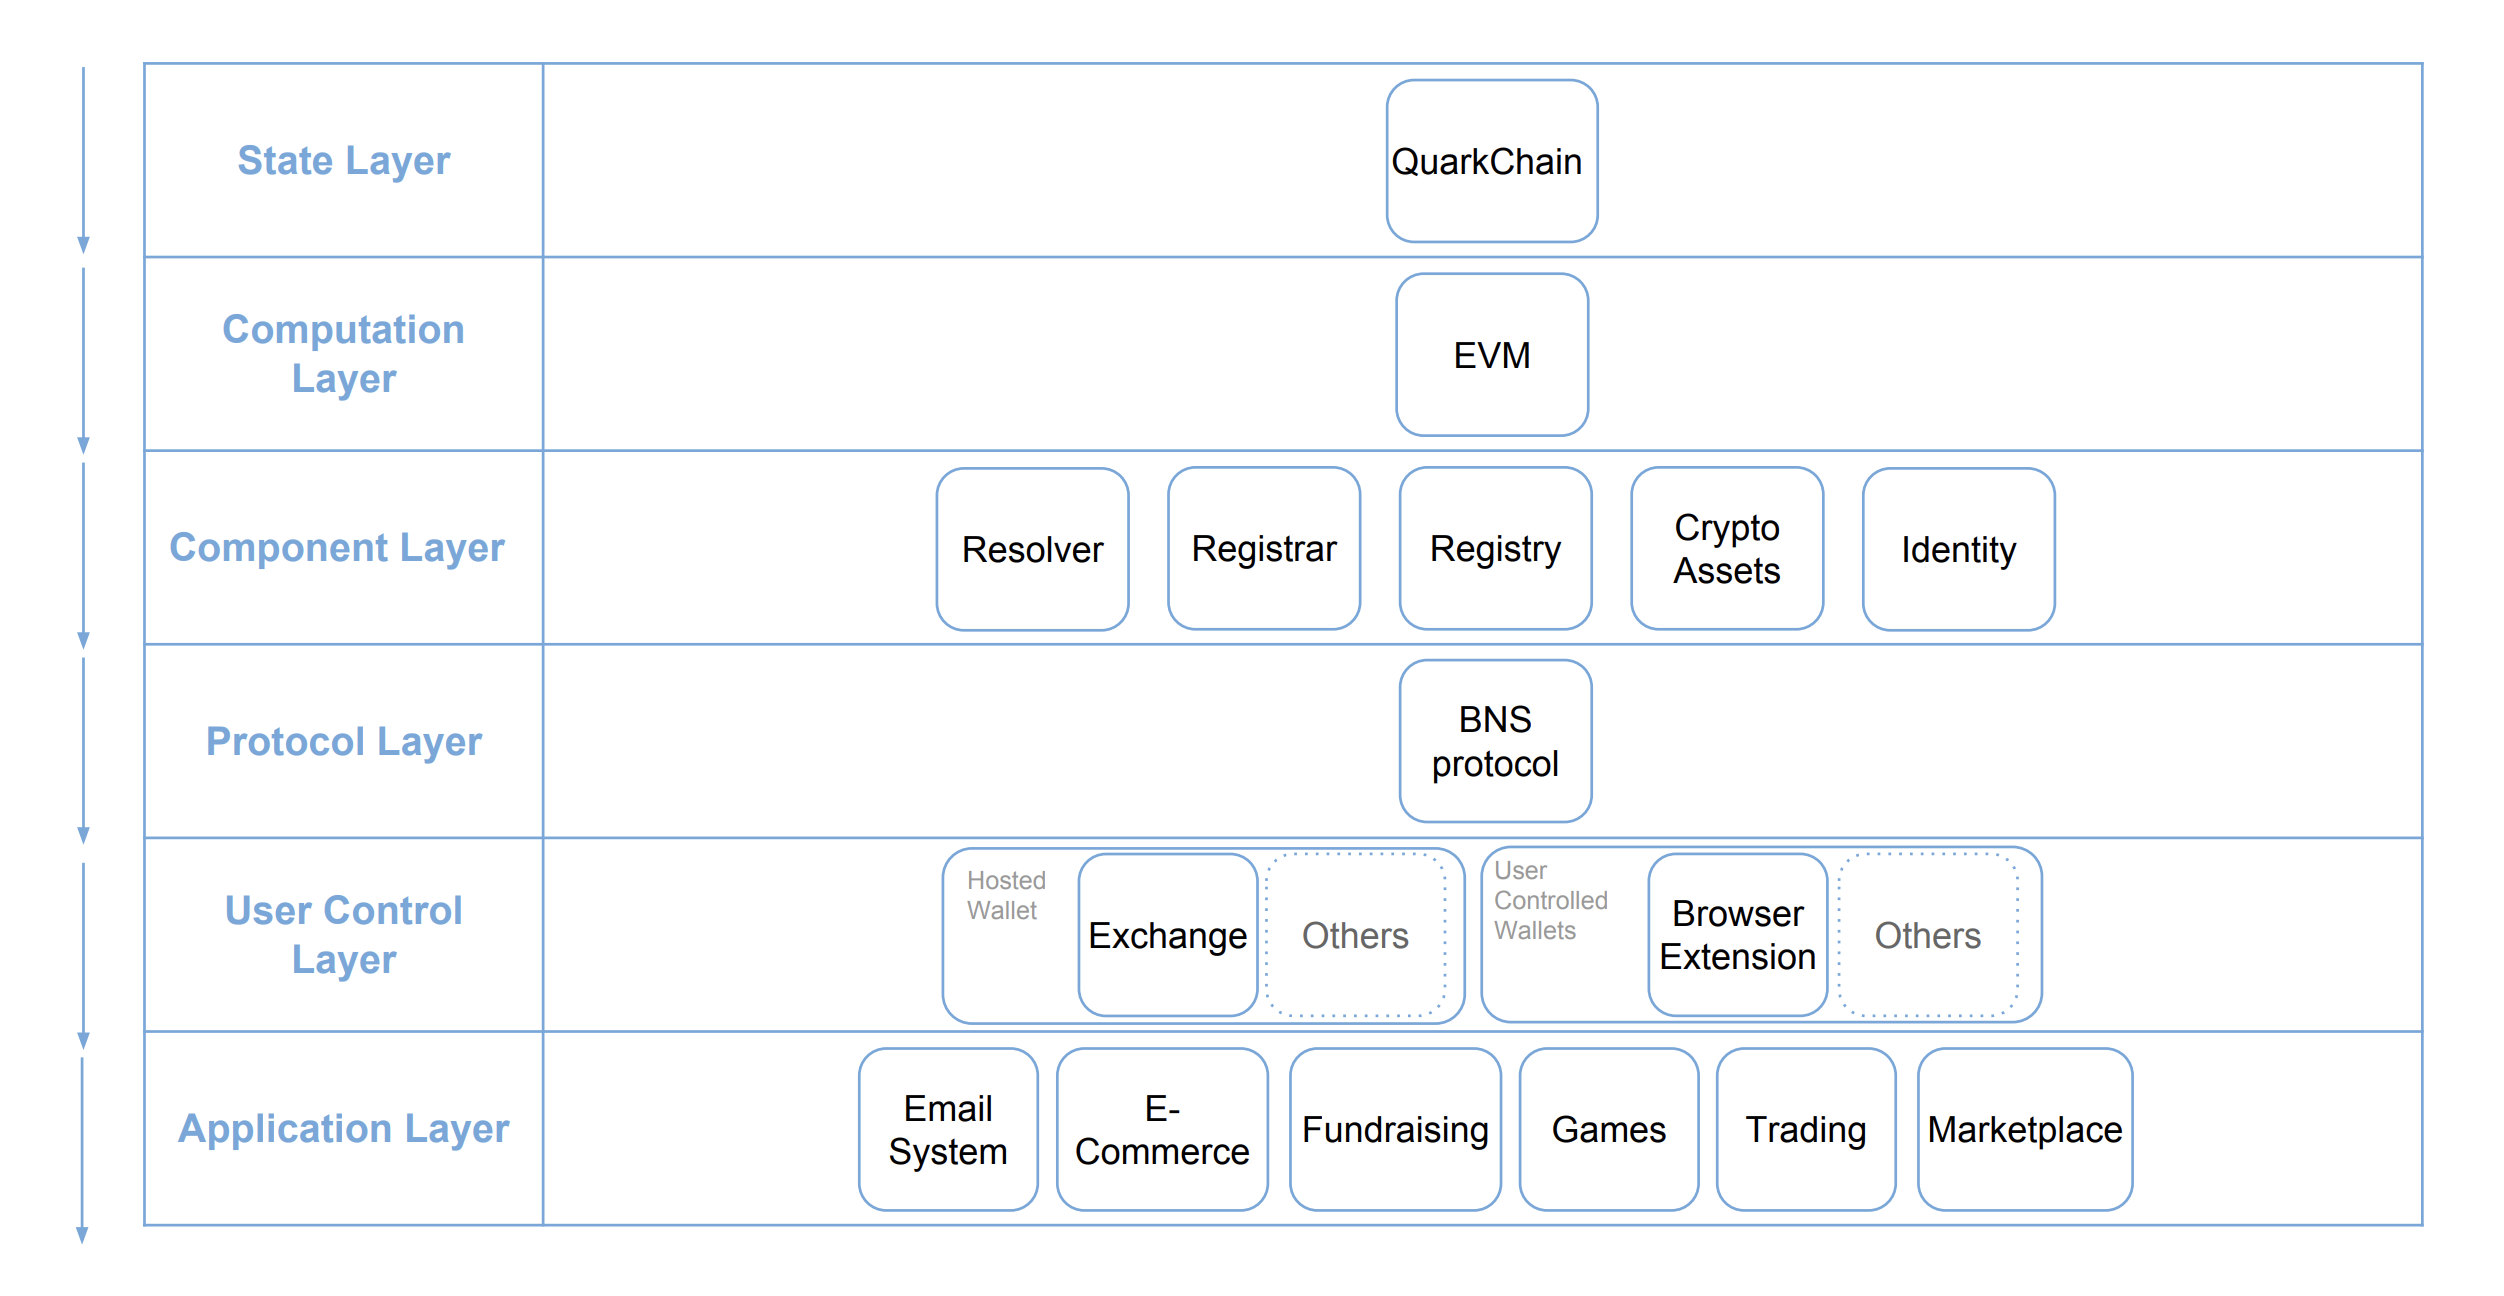 State Layer
QuarkChain
Computation
Layer
EVM
Component Layer
Resolver
Registrar
Registry
Crypto
Assets
Identity
Protocol Layer
BNS
protocol
User Control
Layer
Hosted
Wallet
Exchange
Others
User
Controlled
Wallets
Browser
Extension
Others
Application Layer
Email
System
E-
Commerce
Fundraising
Games
Trading
Marketplace